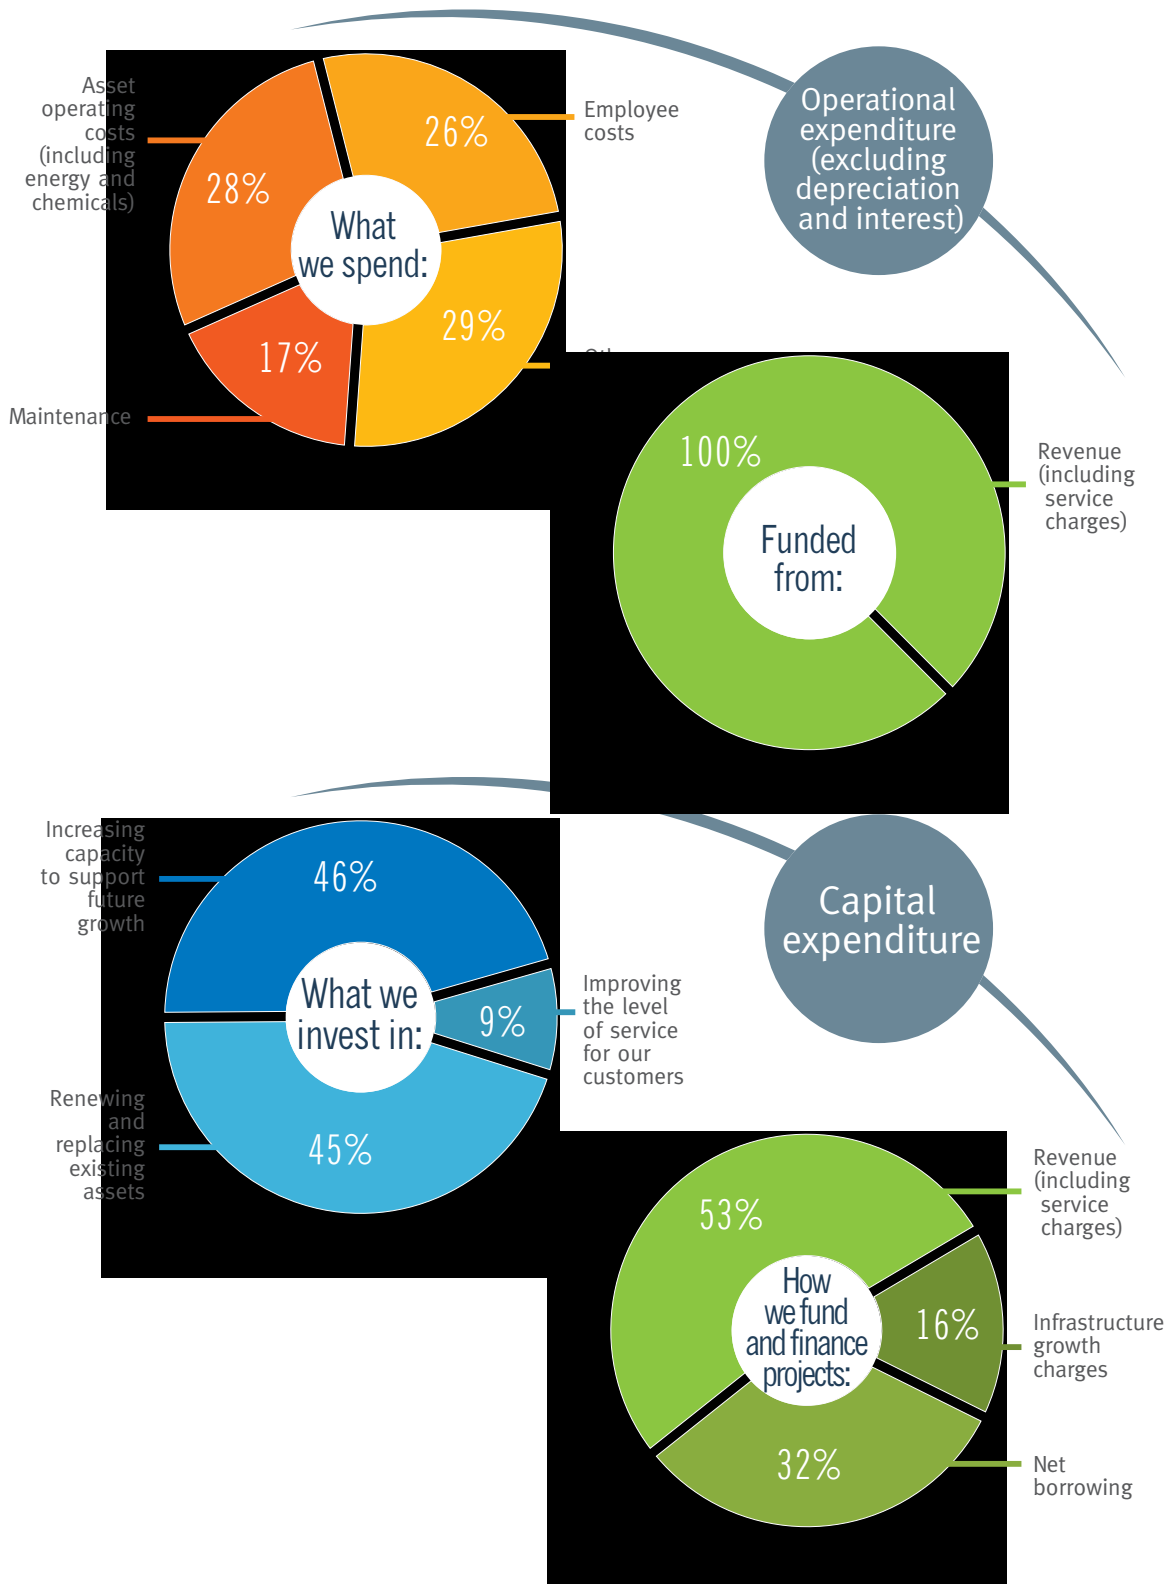 Operational
expenditure
(excluding
depreciation
and interest)
Asset
operating
costs
(including
energy and
chemicals)
28%
26%
Employee
costs
What
we spend:
29%
17%
Maintenance
100%
Revenue
(including
service
charges)
Funded
from:
Capital
expenditure
Increasing
capacity
to support
future
growth
46%
What we
invest in:
9%
Improving
the level
of service
for our
customers
Renewing
and
replacing
existing
assets
45%
53%
Revenue
(including
service
charges)
How
we fund
and finance
projects:
16%
Infrastructure
growth
charges
32%
Net
borrowing